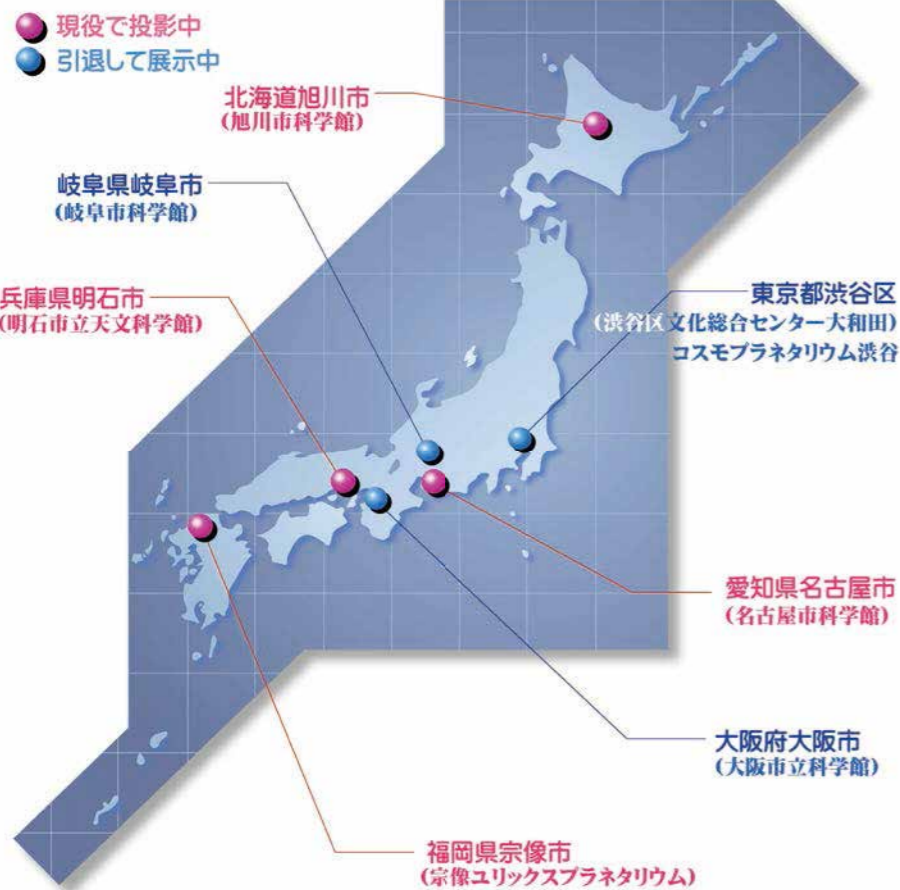 現役で投影中
引退して展示中
北海道旭川市
(旭川市科学館)
岐阜県岐阜市
(岐阜市科学館)
兵庫県明石市
(明石市立天文科学館)
東京都渋谷区
(渋谷区文化総合センター大和田)
コスモプラネタリウム渋谷
愛知県名古屋市
(名古屋市科学館)
大阪府大阪市
(大阪市立科学館)
福岡県宗像市
(宗像ユリックスプラネタリウム)